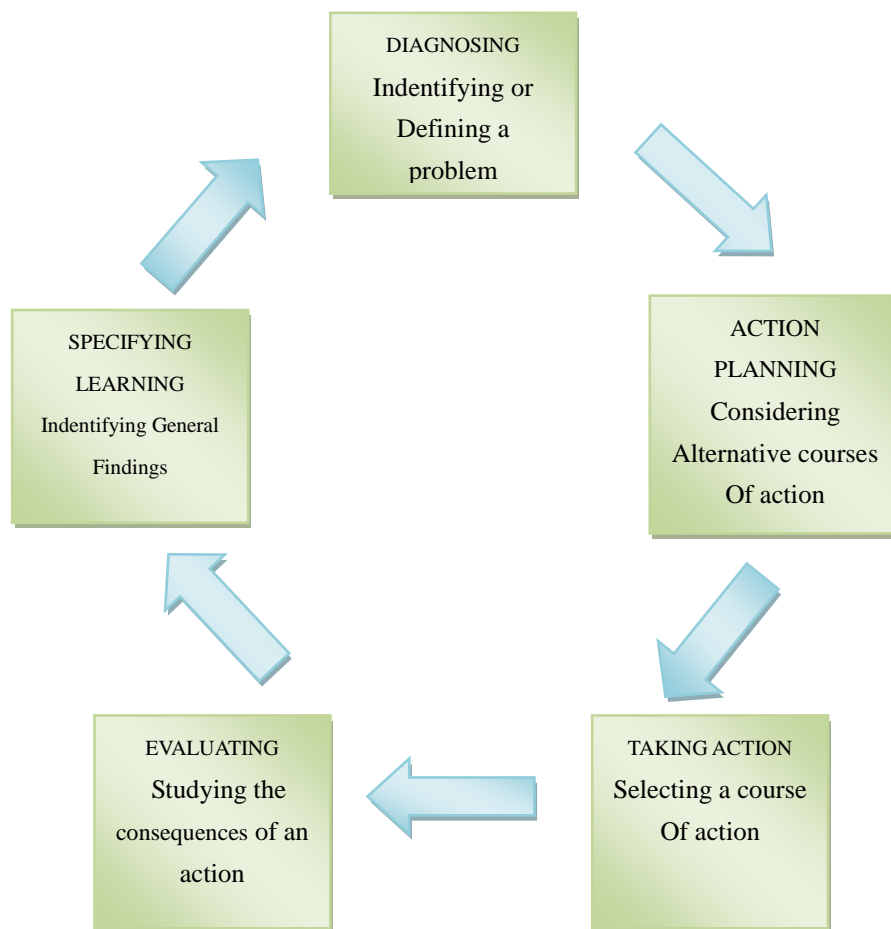 DIAGNOSING
Indentifying or
Defining a
problem
ACTION
PLANNING
Considering
Alternative courses
Of action
TAKING ACTION
Selecting a course
Of action
EVALUATING
Studying the
consequences of an
action
SPECIFYING
LEARNING
Indentifying General
Findings